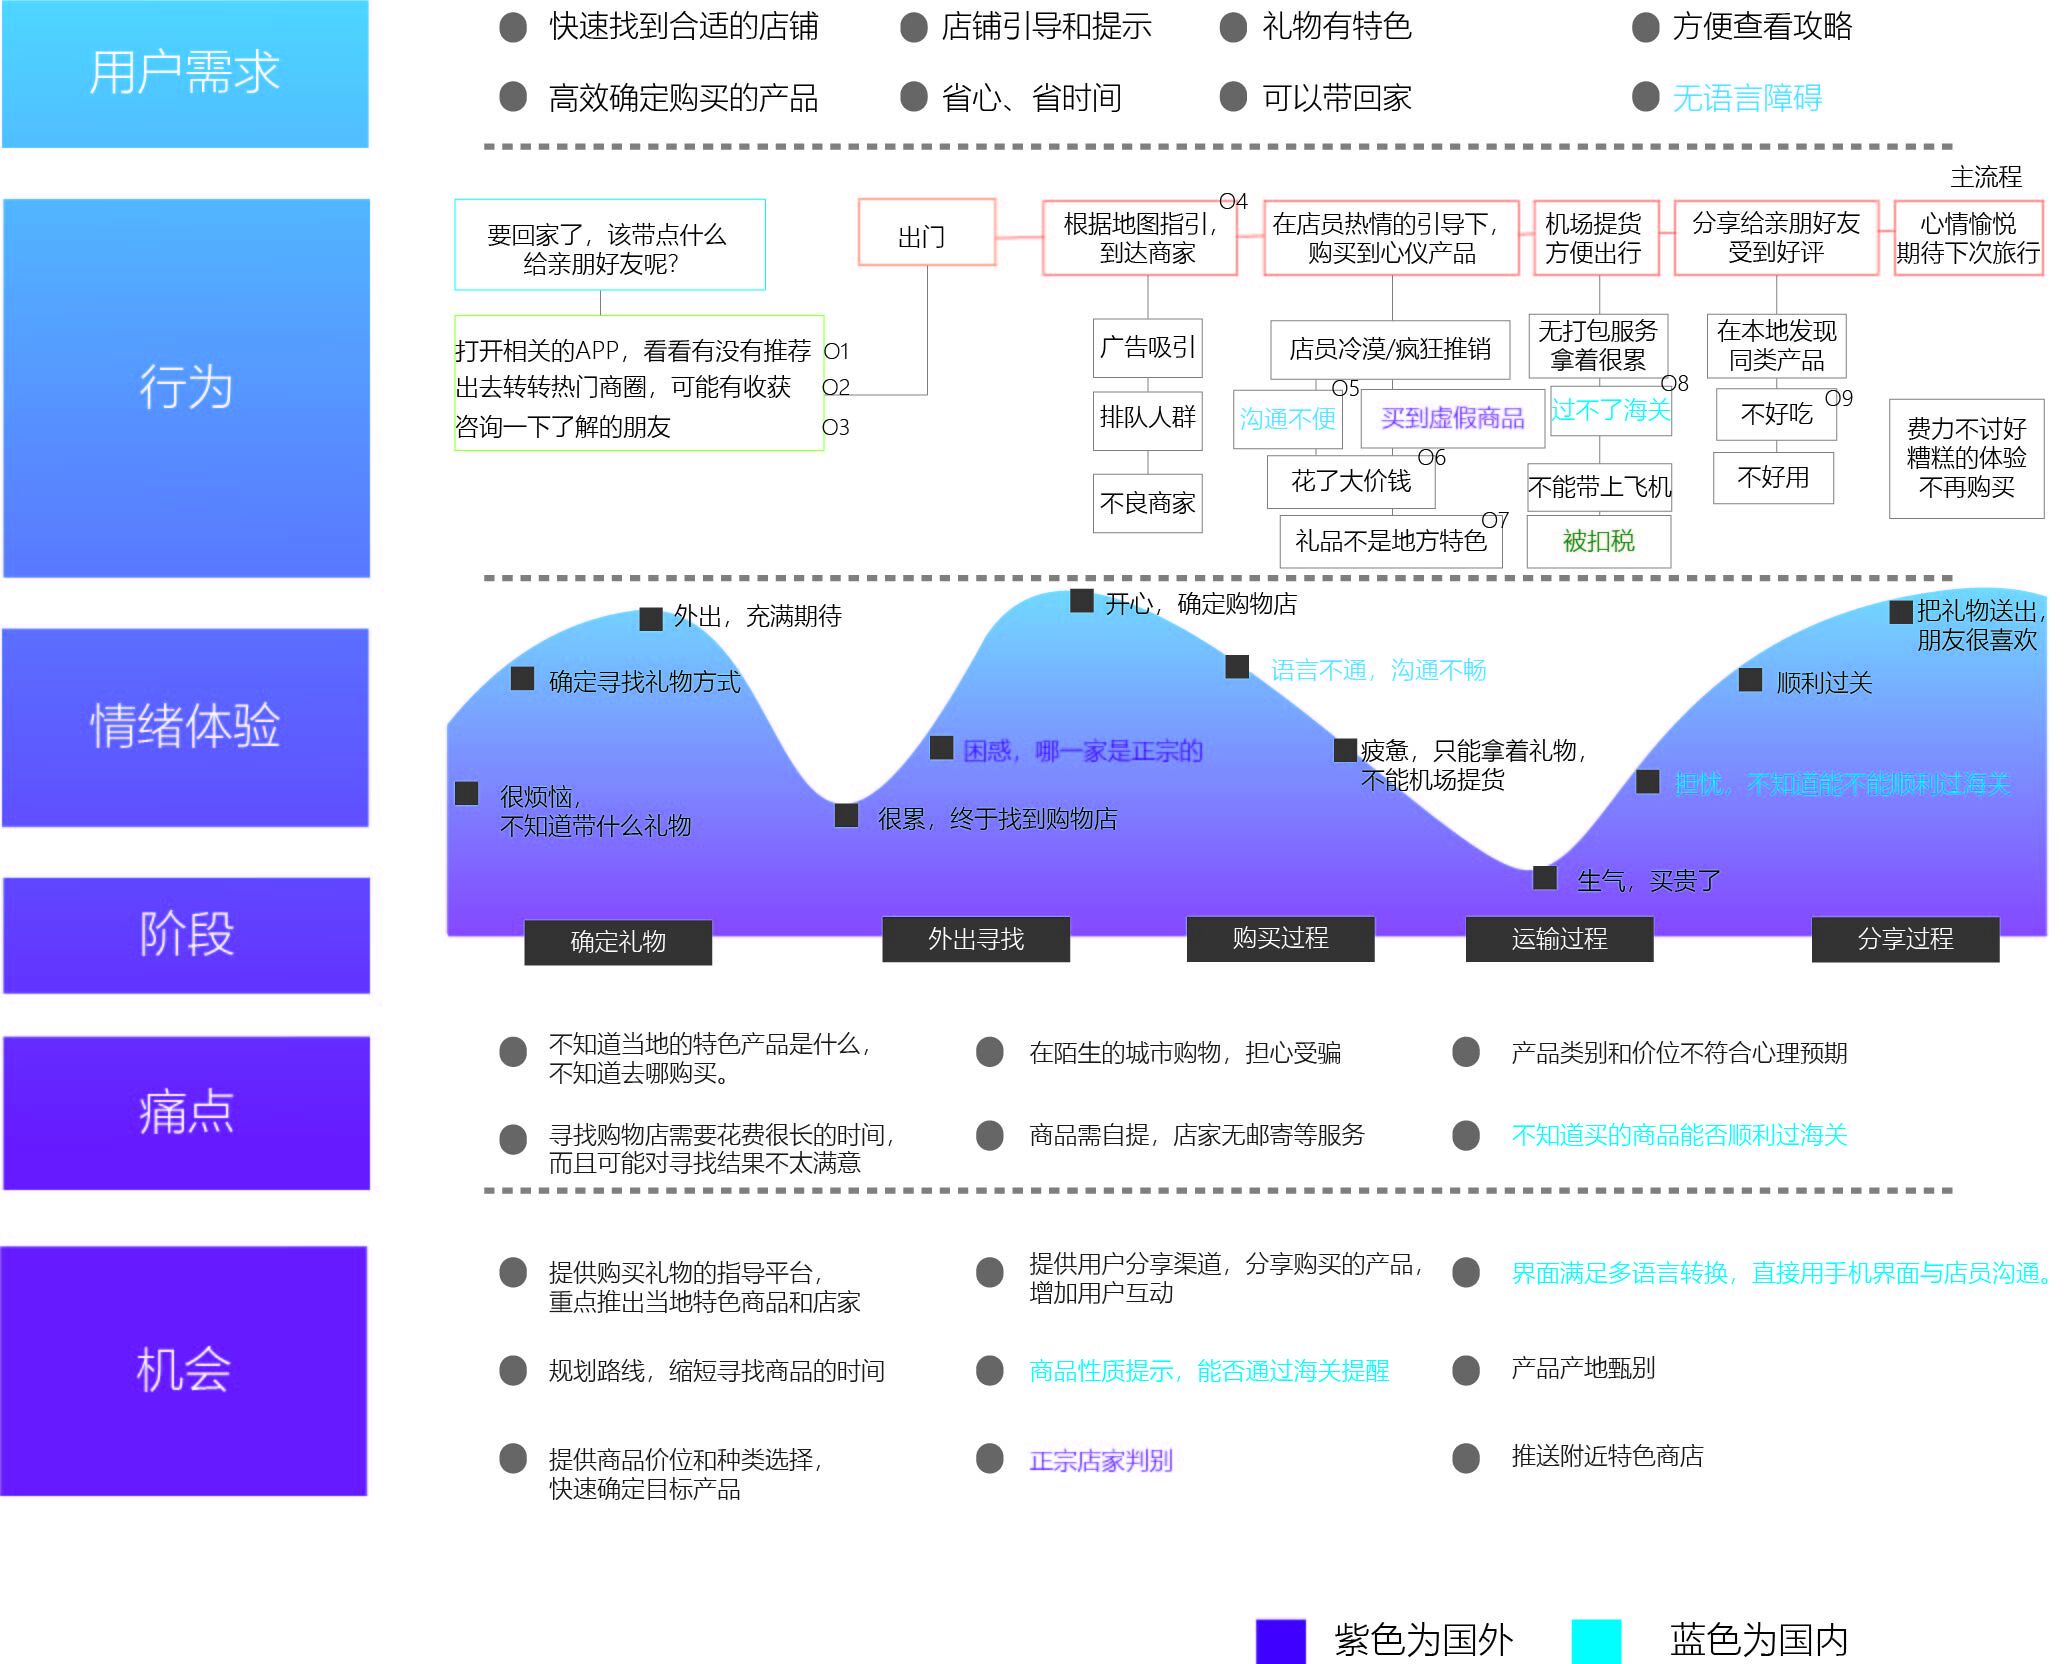 用户需求
快速找到合适的店铺
店铺引导和提示
礼物有特色
方便查看攻略
高效确定购买的产品
省心、省时间
可以带回家
无语言障碍
行为
主流程
要回家了，该带点什么
给亲朋好友呢？
打开相关的APP，看看有没有推荐 O1
出去转转热门商圈，可能有收获 O2
咨询一下了解的朋友 O3
出门
O4
根据地图指引，
到达商家
广告吸引
排队人群
不良商家
在店员热情的引导下，
购买到心仪产品
店员冷漠/疯狂推销
O5
沟通不便
买到虚假商品
O6
花了大价钱
O7
礼品不是地方特色
机场提货
方便出行
无打包服务
拿着很累
O8
过不了海关
不能带上飞机
被扣税
分享给亲朋好友
受到好评
在本地发现
同类产品
O9
不好吃
不好用
心情愉悦
期待下次旅行
费力不讨好
糟糕的体验
不再购买
情绪体验
很烦恼，
不知道带什么礼物
确定寻找礼物方式
外出，充满期待
很累，终于找到购物店
困惑，哪一家是正宗的
开心，确定购物店
语言不通，沟通不畅
疲惫，只能拿着礼物，
不能机场提货
生气，买贵了
担忧。不知道能不能顺利过海关
顺利过关
把礼物送出，
朋友很喜欢
阶段
确定礼物
外出寻找
购买过程
运输过程
分享过程
痛点
不知道当地的特色产品是什么，
不知道去哪购买。
在陌生的城市购物，担心受骗
产品类别和价位不符合心理预期
寻找购物店需要花费很长的时间，
而且可能对寻找结果不太满意
商品需自提，店家无邮寄等服务
不知道买的商品能否顺利过海关
机会
提供购买礼物的指导平台，
重点推出当地特色商品和店家
提供用户分享渠道，分享购买的产品，
增加用户互动
界面满足多语言转换，直接用手机界面与店员沟通。
规划路线，缩短寻找商品的时间
商品性质提示，能否通过海关提醒
产品产地甄别
提供商品价位和种类选择，
快速确定目标产品
正宗店家判别
推送附近特色商店
紫色为国外
蓝色为国内